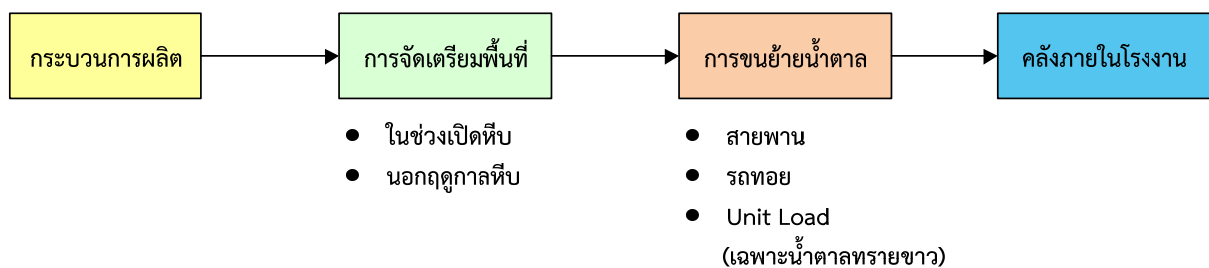 กระบวนการผลิต
การจัดเตรียมพื้นที่
การขนย้ายน้ำตาล
คลังภายในโรงงาน
● ในช่วงเปิดหีบ
● นอกฤดูกาลหีบ
● สายพาน
● รถทอย
● Unit Load
(เฉพาะน้ำตาลทรายขาว)